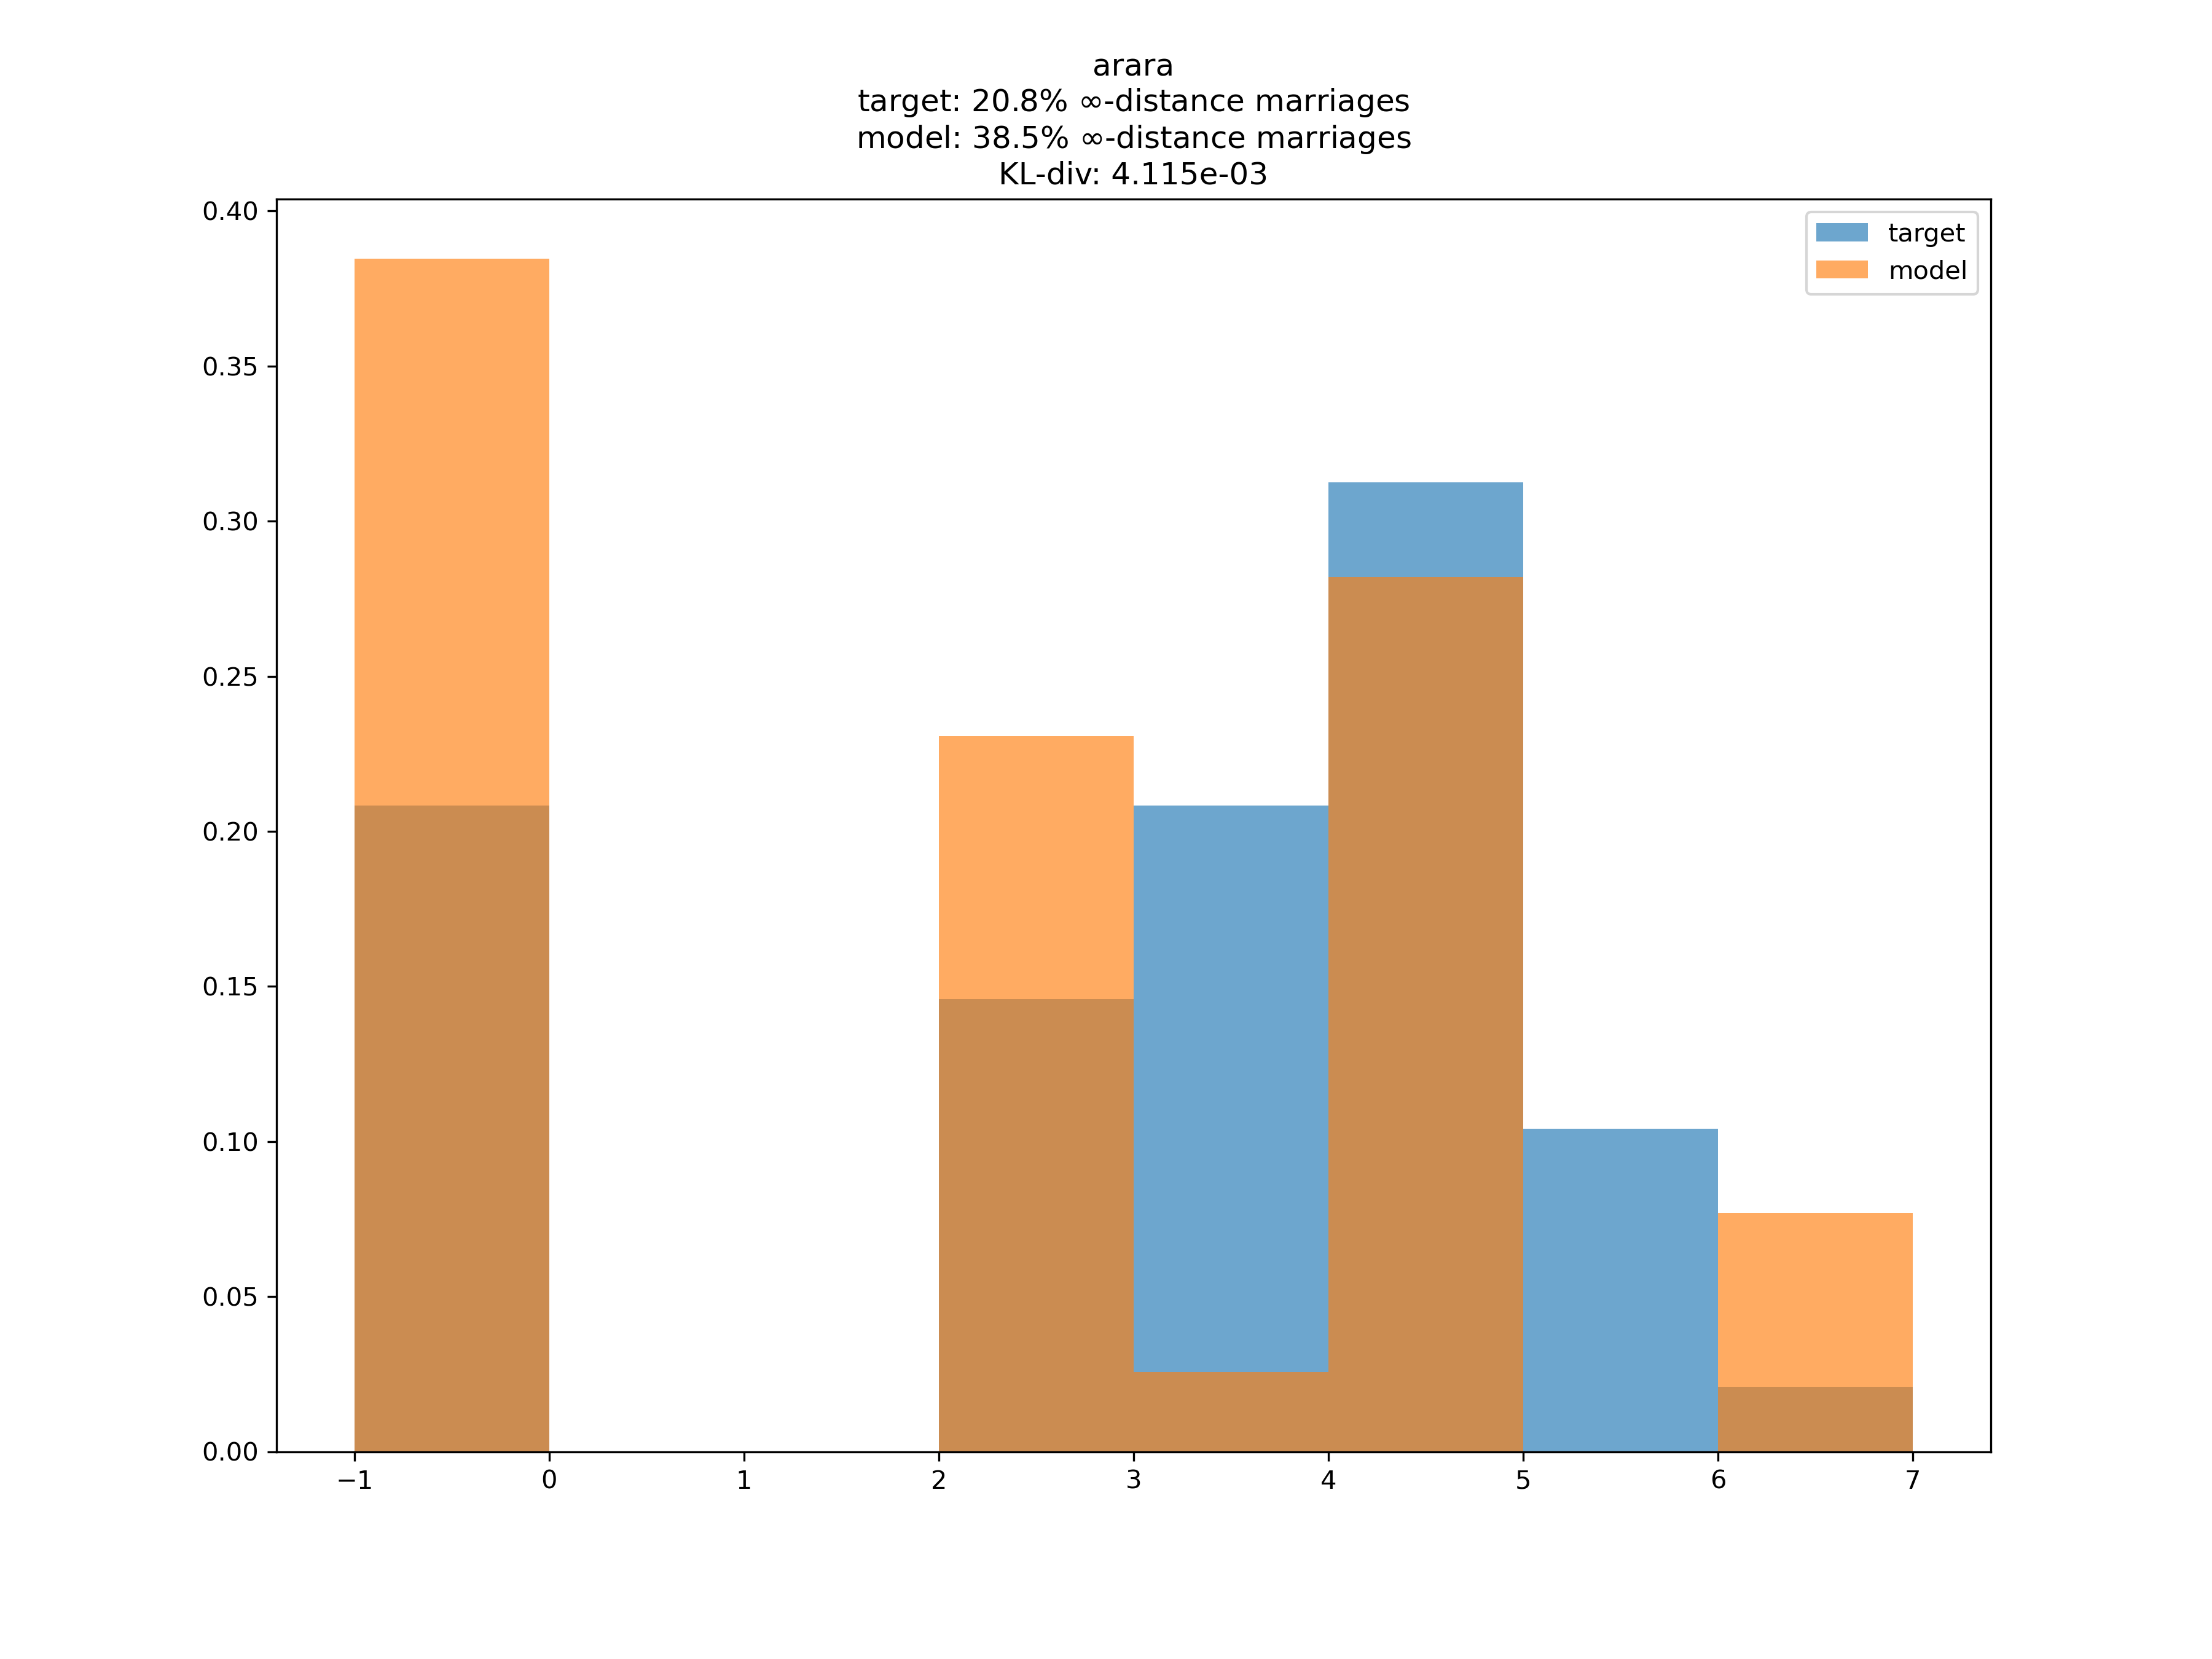 arara
target: 20.8% ∞-distance marriages
model: 38.5% ∞-distance marriages
KL-div: 4.115e-03
target
model
0.40
0.35
0.30
0.25
0.20
0.15
0.10
0.05
0.00
−1 0 1 2 3 4 5 6 7